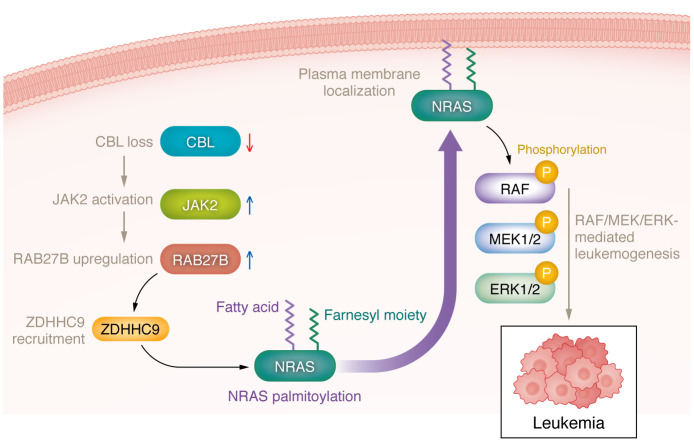 Plasma membrane
localization
NRAS
CBL loss
CBL
JAK2 activation
JAK2
RAB27B upregulation
RAB27B
ZDHHC9
recruitment
ZDHHC9
Fatty acid
Farnesyl moiety
NRAS
NRAS palmitoylation
Phosphorylation
P
RAF
P
MEK1/2
P
ERK1/2
RAF/MEK/ERK-
mediated
leukemogenesis
Leukemia